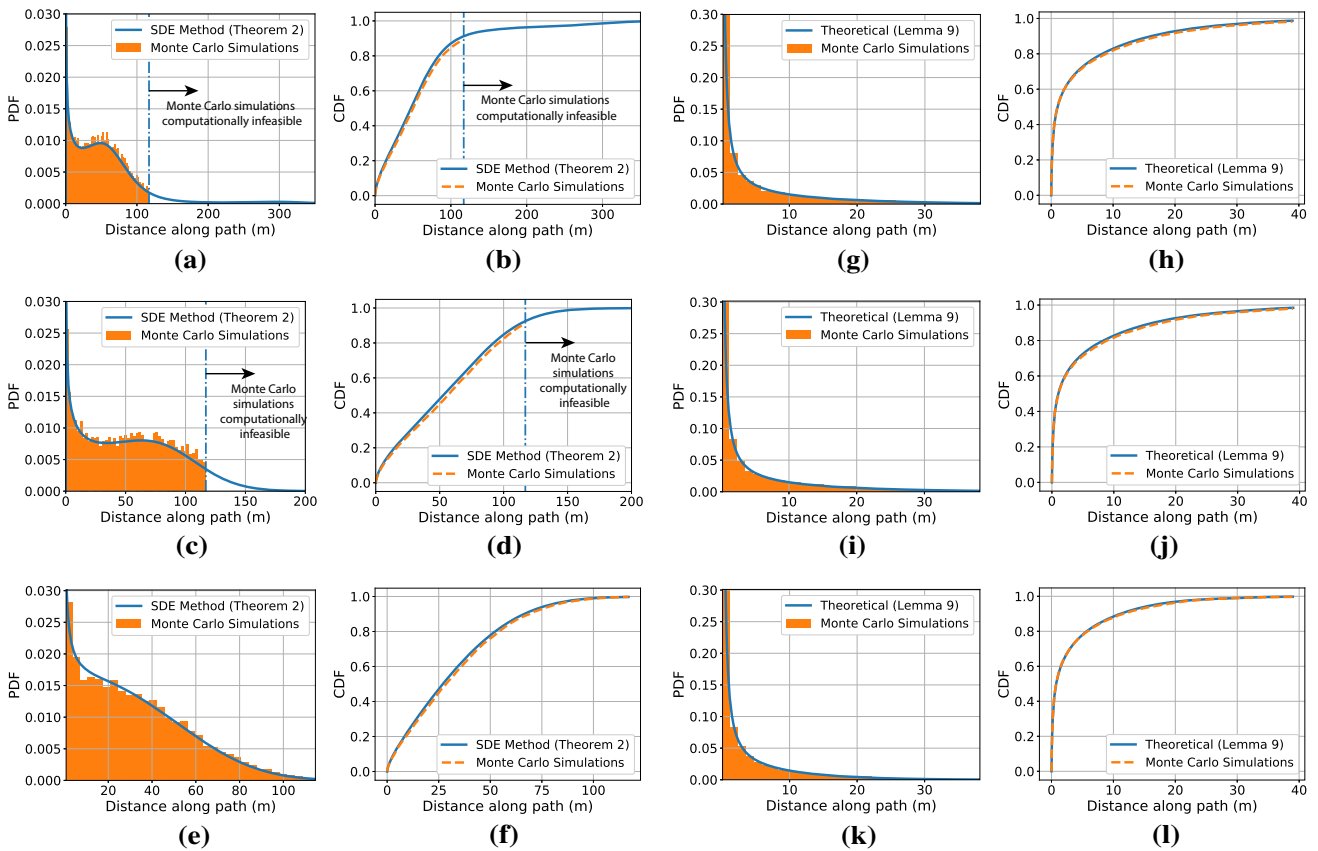 0.030
0.025
0.020
0.015
0.010
0.005
0.000
PDF
SDE Method (Theorem 2)
Monte Carlo Simulations
Monte Carlo simulations
computationally infeasible
0 100 200 300
Distance along path (m)
(a)
1.0
0.8
0.6
0.4
0.2
0.0
CDF
Monte Carlo simulations
computationally infeasible
SDE Method (Theorem 2)
Monte Carlo Simulations
0 100 200 300
Distance along path (m)
(b)
0.30
0.25
0.20
0.15
0.10
0.05
0.00
PDF
Theoretical (Lemma 9)
Monte Carlo Simulations
10 20 30
Distance along path (m)
(g)
1.0
0.8
0.6
0.4
0.2
0.0
CDF
Theoretical (Lemma 9)
Monte Carlo Simulations
0 10 20 30 40
Distance along path (m)
(h)
0.030
0.025
0.020
0.015
0.010
0.005
0.000
PDF
SDE Method (Theorem 2)
Monte Carlo Simulations
Monte Carlo
simulations
computationally
infeasible
0 50 100 150 200
Distance along path (m)
(c)
1.0
0.8
0.6
0.4
0.2
0.0
CDF
Monte Carlo
simulations
computationally
infeasible
SDE Method (Theorem 2)
Monte Carlo Simulations
0 50 100 150 200
Distance along path (m)
(d)
0.30
0.25
0.20
0.15
0.10
0.05
0.00
PDF
Theoretical (Lemma 9)
Monte Carlo Simulations
10 20 30
Distance along path (m)
(i)
1.0
0.8
0.6
0.4
0.2
0.0
CDF
Theoretical (Lemma 9)
Monte Carlo Simulations
0 10 20 30 40
Distance along path (m)
(j)
0.030
0.025
0.020
0.015
0.010
0.005
0.000
PDF
SDE Method (Theorem 2)
Monte Carlo Simulations
20 40 60 80 100
Distance along path (m)
(e)
1.0
0.8
0.6
0.4
0.2
0.0
CDF
SDE Method (Theorem 2)
Monte Carlo Simulations
0 25 50 75 100
Distance along path (m)
(f)
0.30
0.25
0.20
0.15
0.10
0.05
0.00
PDF
Theoretical (Lemma 9)
Monte Carlo Simulations
10 20 30
Distance along path (m)
(k)
1.0
0.8
0.6
0.4
0.2
0.0
CDF
Theoretical (Lemma 9)
Monte Carlo Simulations
0 10 20 30 40
Distance along path (m)
(l)